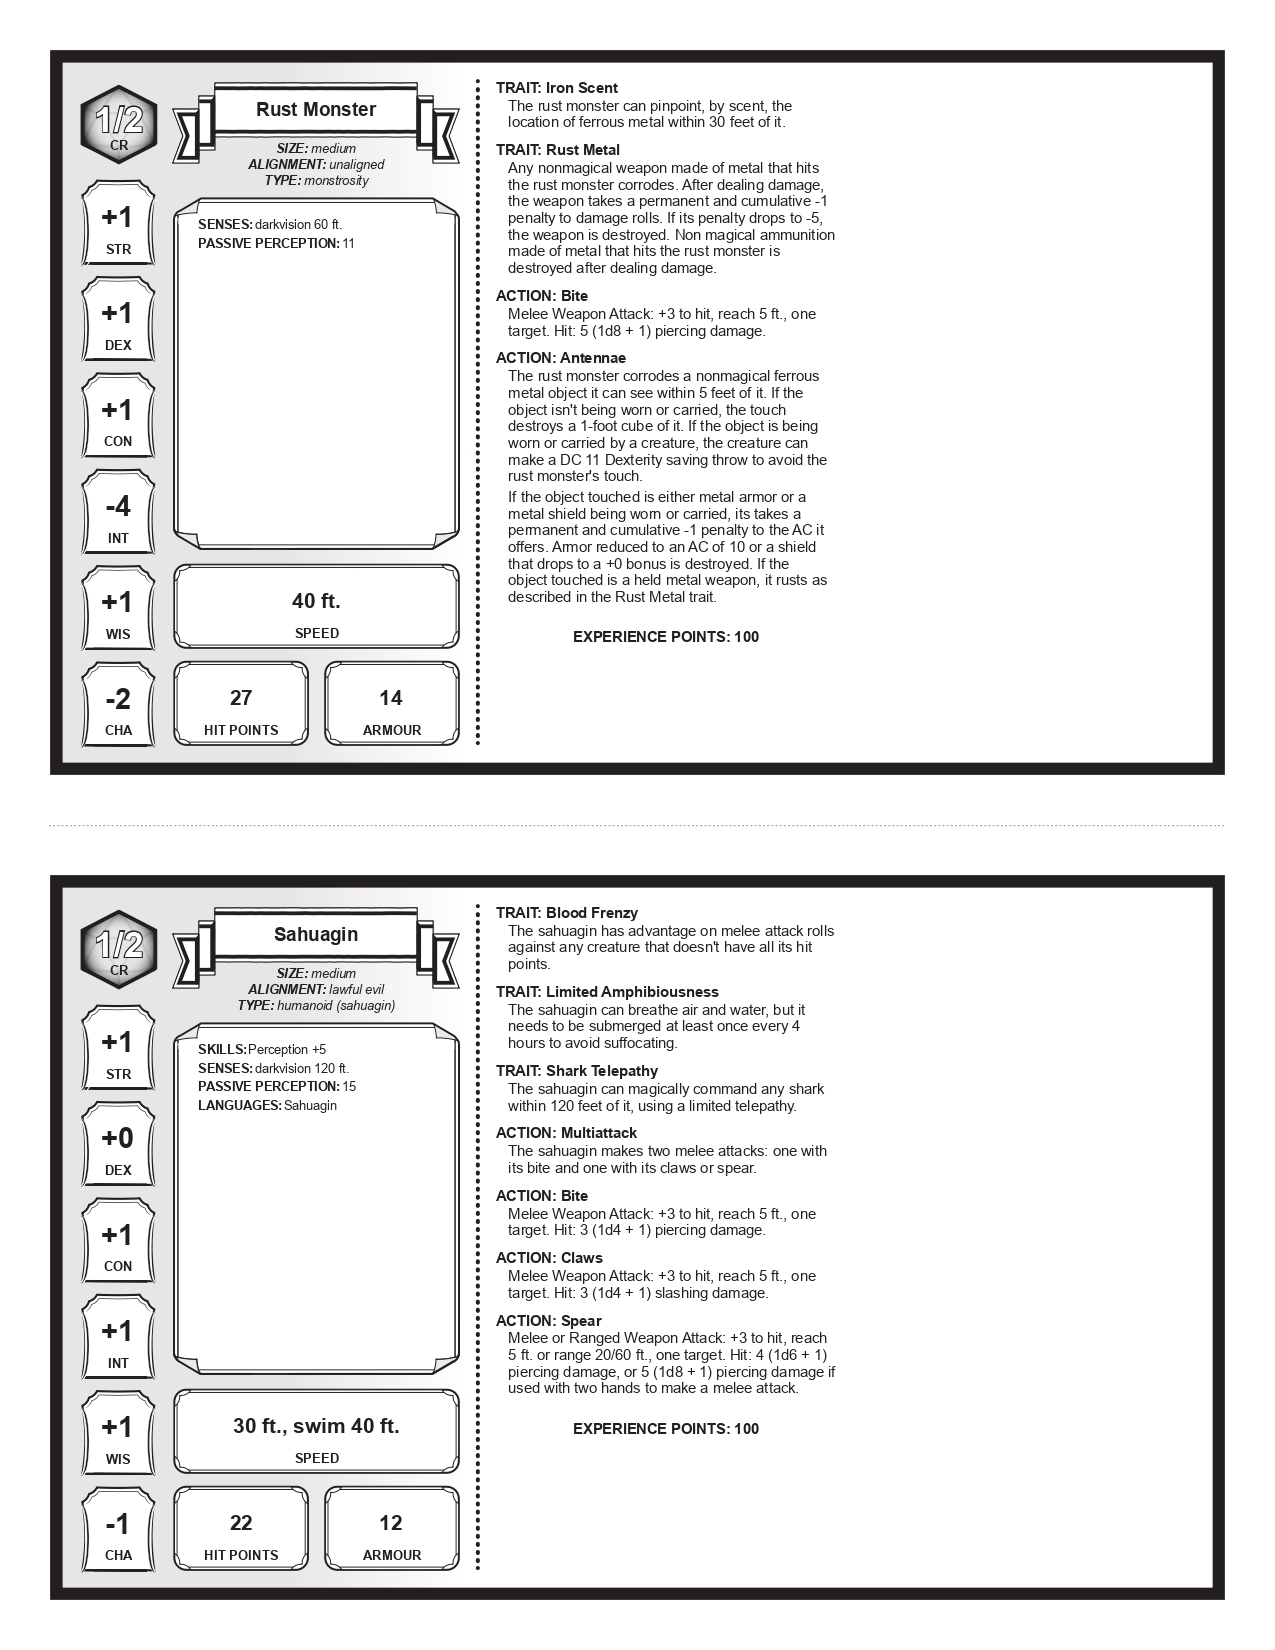 1/2
CR
Rust Monster
SIZE: medium
ALIGNMENT: unaligned
TYPE: monstrosity
+1
STR
+1
DEX
+1
CON
-4
INT
+1
WIS
-2
CHA
SENSES: darkvision 60 ft.
PASSIVE PERCEPTION: 11
40 ft.
SPEED
27
HIT POINTS
14
ARMOUR
TRAIT: Iron Scent
The rust monster can pinpoint, by scent, the
location of ferrous metal within 30 feet of it.
TRAIT: Rust Metal
Any nonmagical weapon made of metal that hits
the rust monster corrodes. After dealing damage,
the weapon takes a permanent and cumulative -1
penalty to damage rolls. If its penalty drops to -5,
the weapon is destroyed. Non magical ammunition
made of metal that hits the rust monster is
destroyed after dealing damage.
ACTION: Bite
Melee Weapon Attack: +3 to hit, reach 5 ft., one
target. Hit: 5 (1d8 + 1) piercing damage.
ACTION: Antennae
The rust monster corrodes a nonmagical ferrous
metal object it can see within 5 feet of it. If the
object isn't being worn or carried, the touch
destroys a 1-foot cube of it. If the object is being
worn or carried by a creature, the creature can
make a DC 11 Dexterity saving throw to avoid the
rust monster's touch.
If the object touched is either metal armor or a
metal shield being worn or carried, its takes a
permanent and cumulative -1 penalty to the AC it
offers. Armor reduced to an AC of 10 or a shield
that drops to a +0 bonus is destroyed. If the
object touched is a held metal weapon, it rusts as
described in the Rust Metal trait.
EXPERIENCE POINTS: 100
1/2
CR
Sahuagin
SIZE: medium
ALIGNMENT: lawful evil
TYPE: humanoid (sahuagin)
+1
STR
+0
DEX
+1
CON
+1
INT
+1
WIS
-1
CHA
SKILLS: Perception +5
SENSES: darkvision 120 ft.
PASSIVE PERCEPTION: 15
LANGUAGES: Sahuagin
30 ft., swim 40 ft.
SPEED
22
HIT POINTS
12
ARMOUR
TRAIT: Blood Frenzy
The sahuagin has advantage on melee attack rolls
against any creature that doesn't have all its hit
points.
TRAIT: Limited Amphibiousness
The sahuagin can breathe air and water, but it
needs to be submerged at least once every 4
hours to avoid suffocating.
TRAIT: Shark Telepathy
The sahuagin can magically command any shark
within 120 feet of it, using a limited telepathy.
ACTION: Multiattack
The sahuagin makes two melee attacks: one with
its bite and one with its claws or spear.
ACTION: Bite
Melee Weapon Attack: +3 to hit, reach 5 ft., one
target. Hit: 3 (1d4 + 1) piercing damage.
ACTION: Claws
Melee Weapon Attack: +3 to hit, reach 5 ft., one
target. Hit: 3 (1d4 + 1) slashing damage.
ACTION: Spear
Melee or Ranged Weapon Attack: +3 to hit, reach
5 ft. or range 20/60 ft., one target. Hit: 4 (1d6 + 1)
piercing damage, or 5 (1d8 + 1) piercing damage if
used with two hands to make a melee attack.
EXPERIENCE POINTS: 100